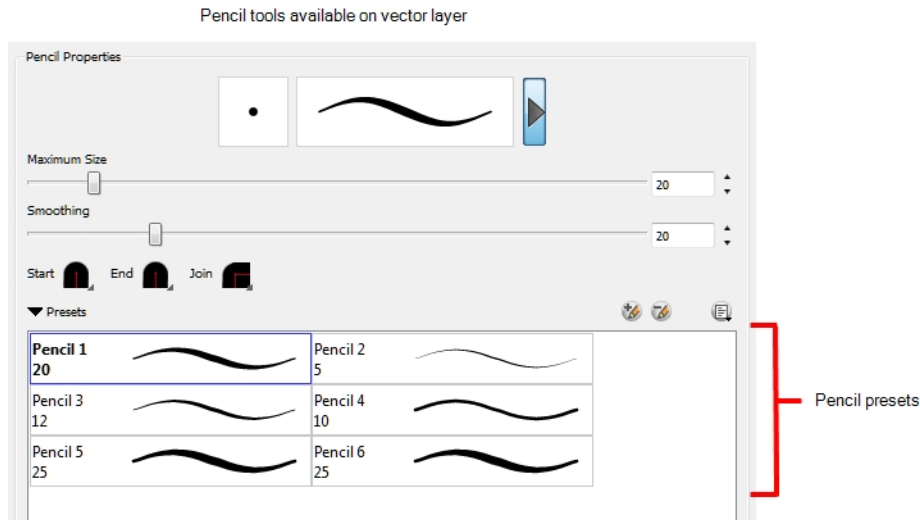 Pencil tools available on vector layer
Pencil Properties
Maximum Size
20
Smoothing
20
Start End Join
Presets
Pencil 1
20
Pencil 2
5
Pencil 3
12
Pencil 4
10
Pencil 5
25
Pencil 6
25
Pencil presets